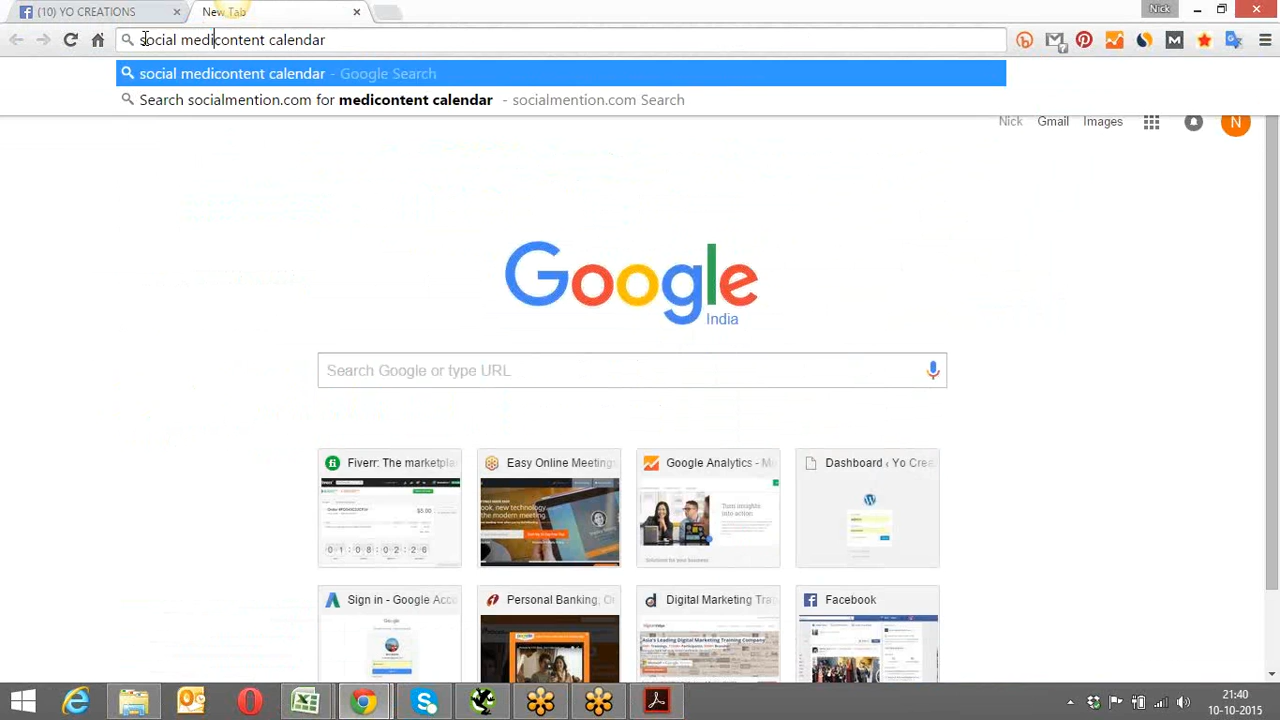 (10) YO CREATIONS
New Tab
Nick
social medicontent calendar
social medicontent calendar - Google Search
Search socialmention.com for medicontent calendar - socialmention.com Search
Nick
Gmail
Images
N
Google
India
Search Google or type URL
Fiverr: The marketpla
Easy Online Meetings
Google Analytics - Mo
Dashboard ‹ Yo Crea
Sign in - Google Acc
Personal Banking, O
Digital Marketing Tra
Facebook
21:40
10-10-2015